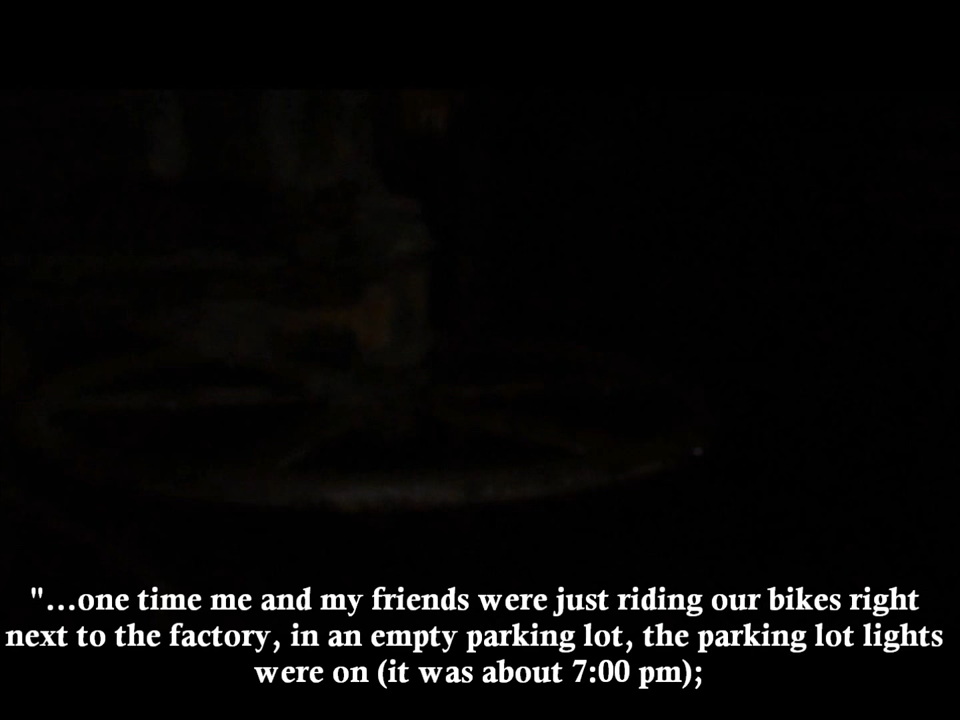 "...one time me and my friends were just riding our bikes right
next to the factory, in an empty parking lot, the parking lot lights
were on (it was about 7:00 pm);